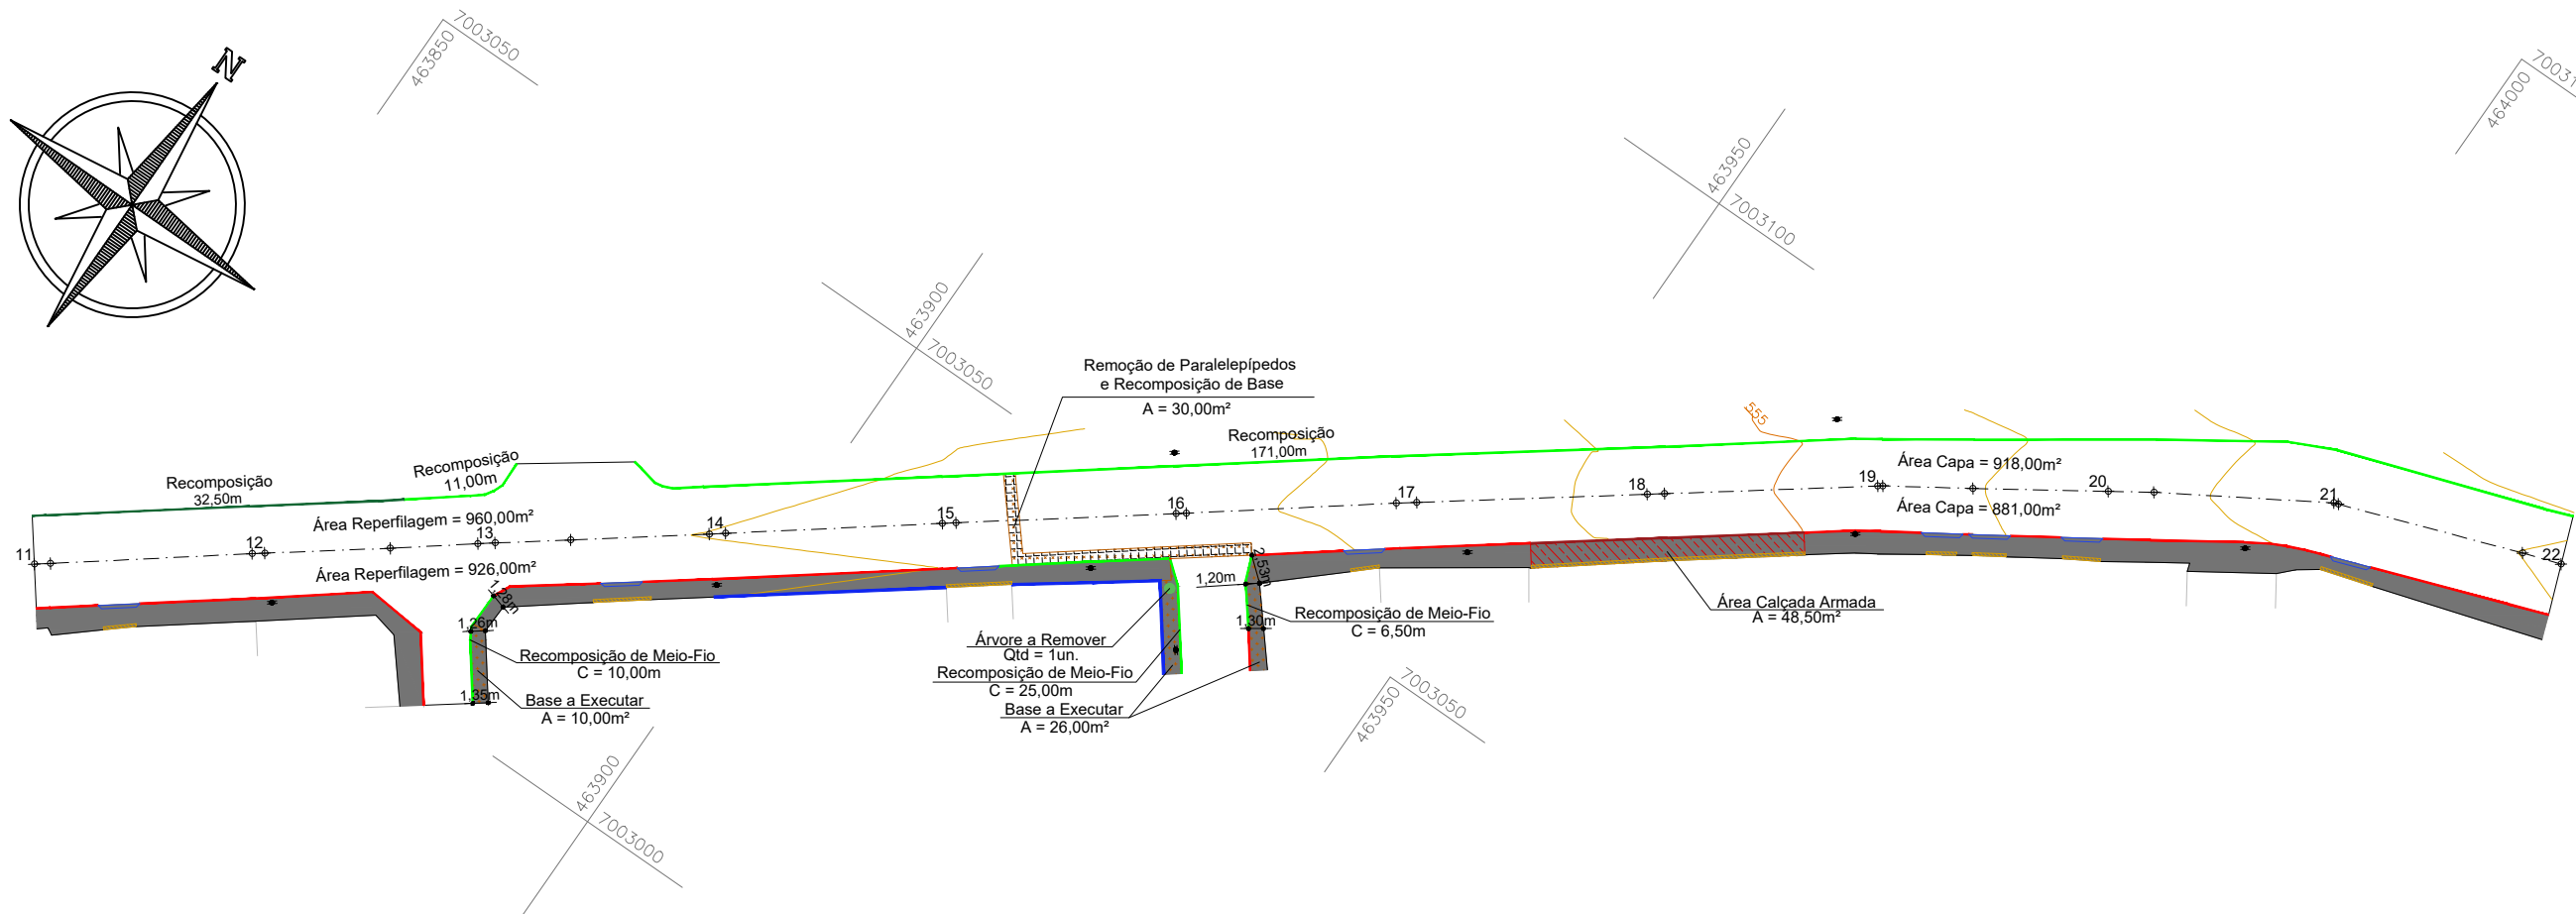 N
463850
7003050
463950
7003100
464000
70031
463900
7003050
Remoção de Paralelepípedos
e Recomposição de Base
A = 30,00m²
555
Recomposição
171,00m
Recomposição
11,00m
Recomposição
32,50m
Área Capa = 918,00m²
Área Capa = 881,00m²
Área Reperfilagem = 960,00m²
Área Reperfilagem = 926,00m²
11
12
13
14
15
16
17
18
19
20
21
22
1,28m
1,26m
1,35m
2,53m
1,20m
1,30m
Recomposição de Meio-Fio
C = 10,00m
Base a Executar
A = 10,00m²
Árvore a Remover
Qtd = 1un.
Recomposição de Meio-Fio
C = 25,00m
Base a Executar
A = 26,00m²
Recomposição de Meio-Fio
C = 6,50m
Área Calçada Armada
A = 48,50m²
463950
7003050
463900
7003000